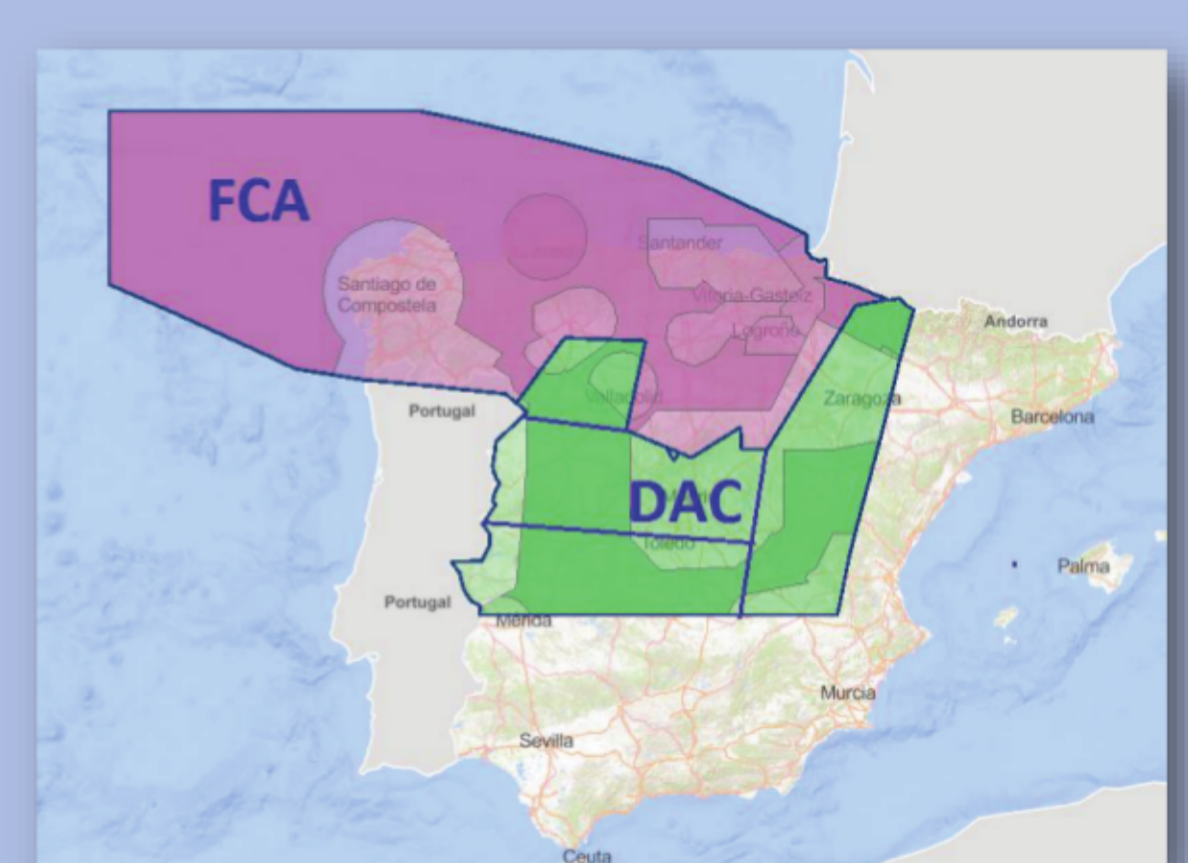 FCA
Santander
Santiago de
Compostela
Vitoria-Gasteiz
Logroño
Andorra
Valladolid
Zaragoza
Portugal
Barcelona
DAC
Toledo
Palma
Portugal
Mérida
Murcia
Sevilla
Ceuta